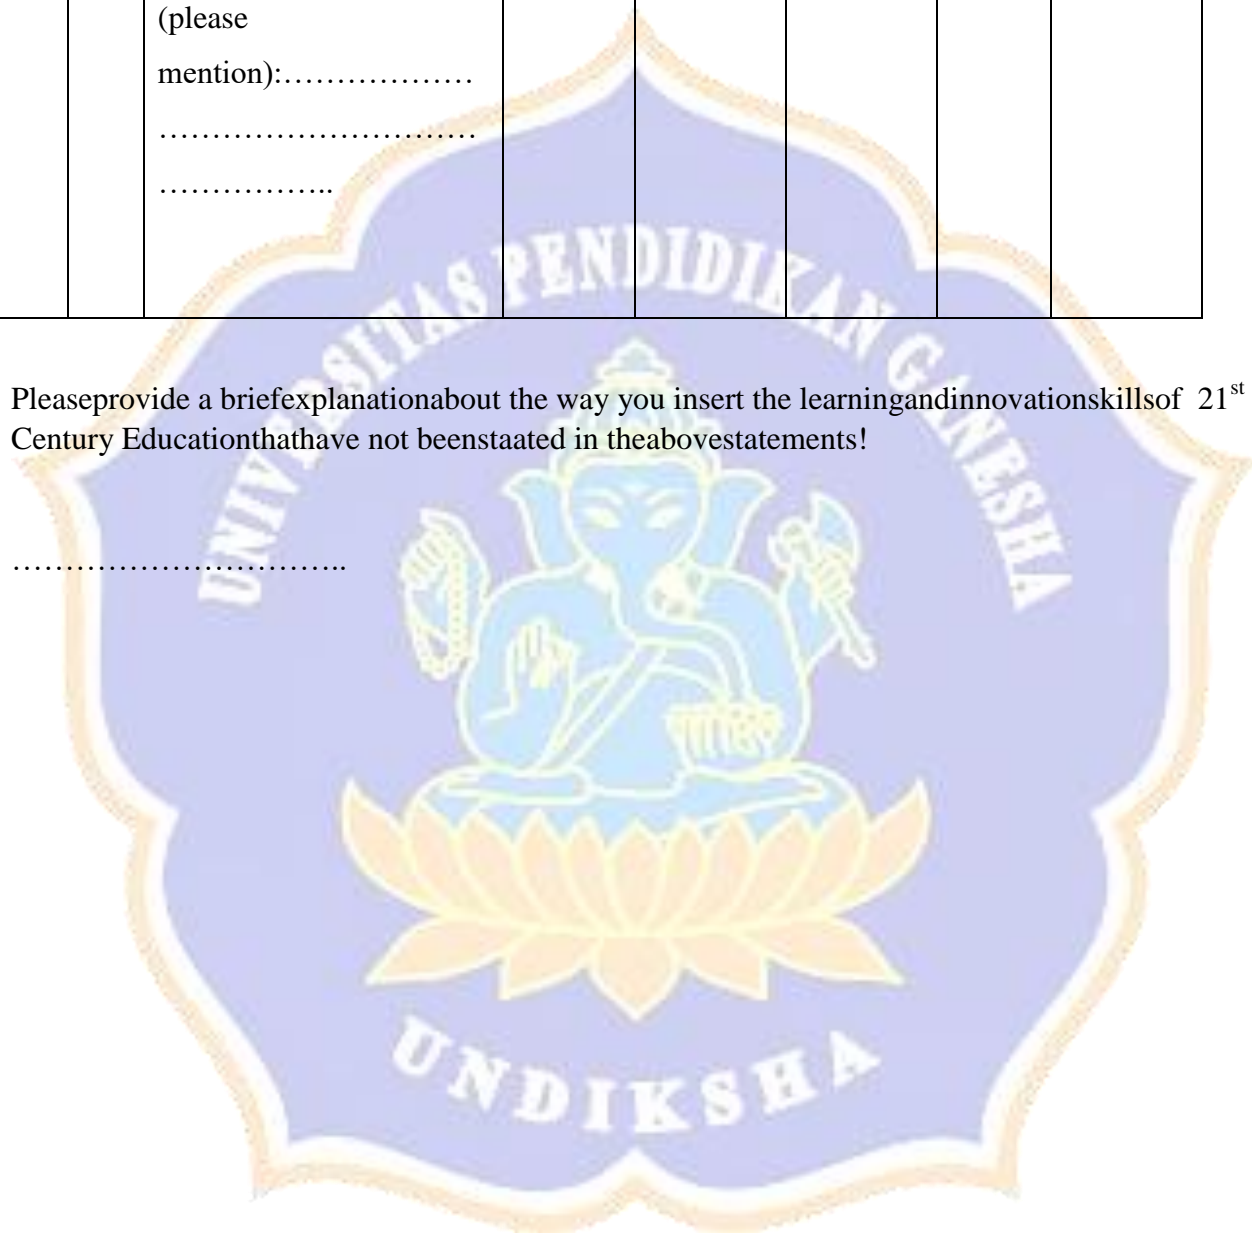 (please
mention):………………
…………………………
……………..
UNIVERSITAS PENDIDIKAN GANESHA
Pleaseprovide a briefexplanationabout the way you insert the learningandinnovationskillsof 21st
Century Educationthathave not beenstaated in theabovestatements!
…………………………..
UNDIKSHA